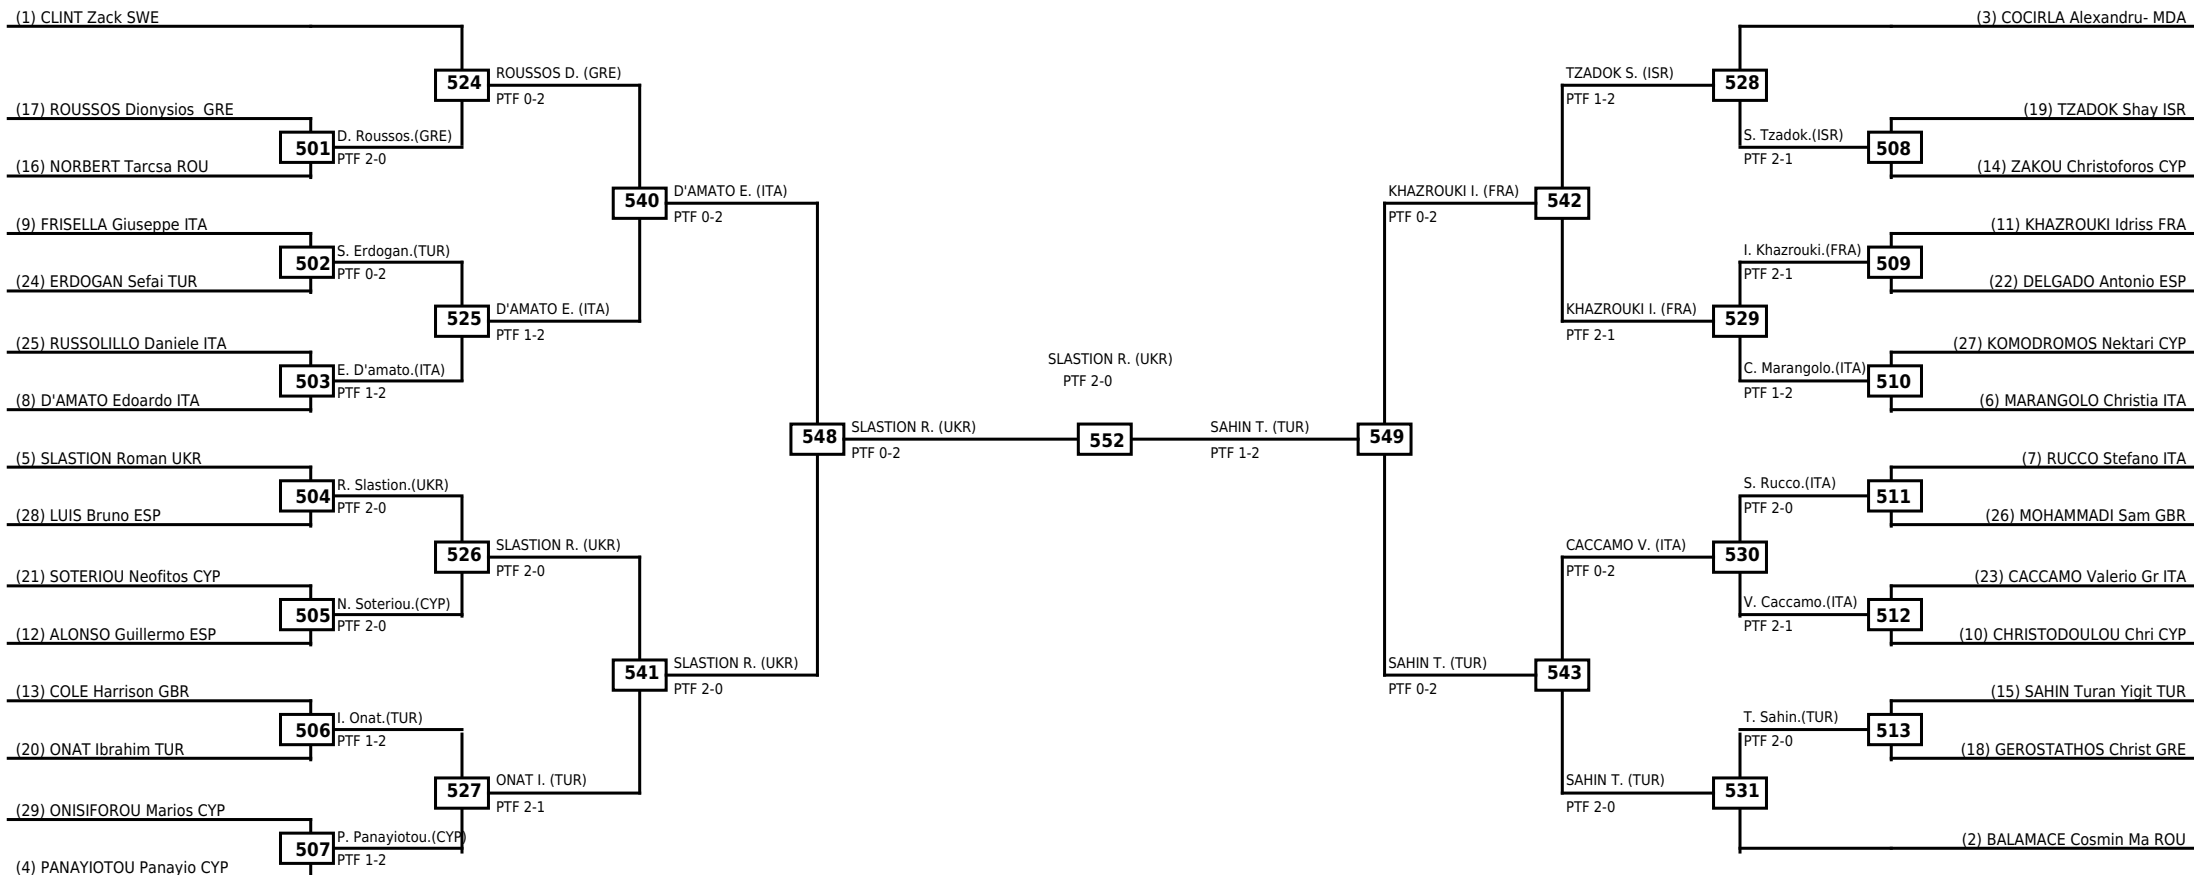 (1) CLINT Zack SWE
(3) COCIRLA Alexandru- MDA
524
ROUSSOS D. (GRE)
PTF 0-2
TZADOK S. (ISR)
PTF 1-2
528
(17) ROUSSOS Dionysios  GRE
501
D. Roussos.(GRE)
PTF 2-0
(16) NORBERT Tarcsa ROU
(19) TZADOK Shay ISR
S. Tzadok.(ISR)
PTF 2-1
508
(14) ZAKOU Christoforos CYP
540
D'AMATO E. (ITA)
PTF 0-2
KHAZROUKI I. (FRA)
PTF 0-2
542
(9) FRISELLA Giuseppe ITA
502
S. Erdogan.(TUR)
PTF 0-2
(24) ERDOGAN Sefai TUR
(11) KHAZROUKI Idriss FRA
I. Khazrouki.(FRA)
PTF 2-1
509
(22) DELGADO Antonio ESP
525
D'AMATO E. (ITA)
PTF 1-2
KHAZROUKI I. (FRA)
PTF 2-1
529
(25) RUSSOLILLO Daniele ITA
503
E. D'amato.(ITA)
PTF 1-2
(8) D'AMATO Edoardo ITA
SLASTION R. (UKR)
PTF 2-0
(27) KOMODROMOS Nektari CYP
C. Marangolo.(ITA)
PTF 1-2
510
(6) MARANGOLO Christia ITA
548
SLASTION R. (UKR)
PTF 0-2
552
SAHIN T. (TUR)
PTF 1-2
549
(5) SLASTION Roman UKR
504
R. Slastion.(UKR)
PTF 2-0
(28) LUIS Bruno ESP
(7) RUCCO Stefano ITA
S. Rucco.(ITA)
PTF 2-0
511
(26) MOHAMMADI Sam GBR
526
SLASTION R. (UKR)
PTF 2-0
CACCAMO V. (ITA)
PTF 0-2
530
(21) SOTERIOU Neofitos CYP
505
N. Soteriou.(CYP)
PTF 2-0
(12) ALONSO Guillermo ESP
(23) CACCAMO Valerio Gr ITA
V. Caccamo.(ITA)
PTF 2-1
512
(10) CHRISTODOULOU Chri CYP
541
SLASTION R. (UKR)
PTF 2-0
SAHIN T. (TUR)
PTF 0-2
543
(13) COLE Harrison GBR
506
I. Onat.(TUR)
PTF 1-2
(20) ONAT Ibrahim TUR
(15) SAHIN Turan Yigit TUR
T. Sahin.(TUR)
PTF 2-0
513
(18) GEROSTATHOS Christ GRE
527
ONAT I. (TUR)
PTF 2-1
SAHIN T. (TUR)
PTF 2-0
531
(29) ONISIFOROU Marios CYP
507
P. Panayiotou.(CYP)
PTF 1-2
(4) PANAYIOTOU Panayio CYP
(2) BALAMACE Cosmin Ma ROU